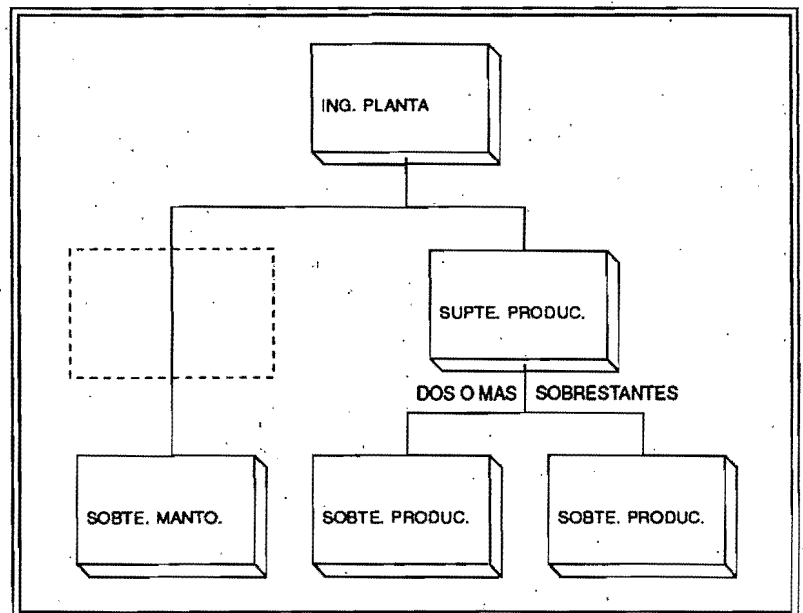 ING. PLANTA
SUPTE. PRODUC.
DOS O MAS SOBRESTANTES
SOBTE. MANTO.
SOBTE. PRODUC.
SOBTE. PRODUC.